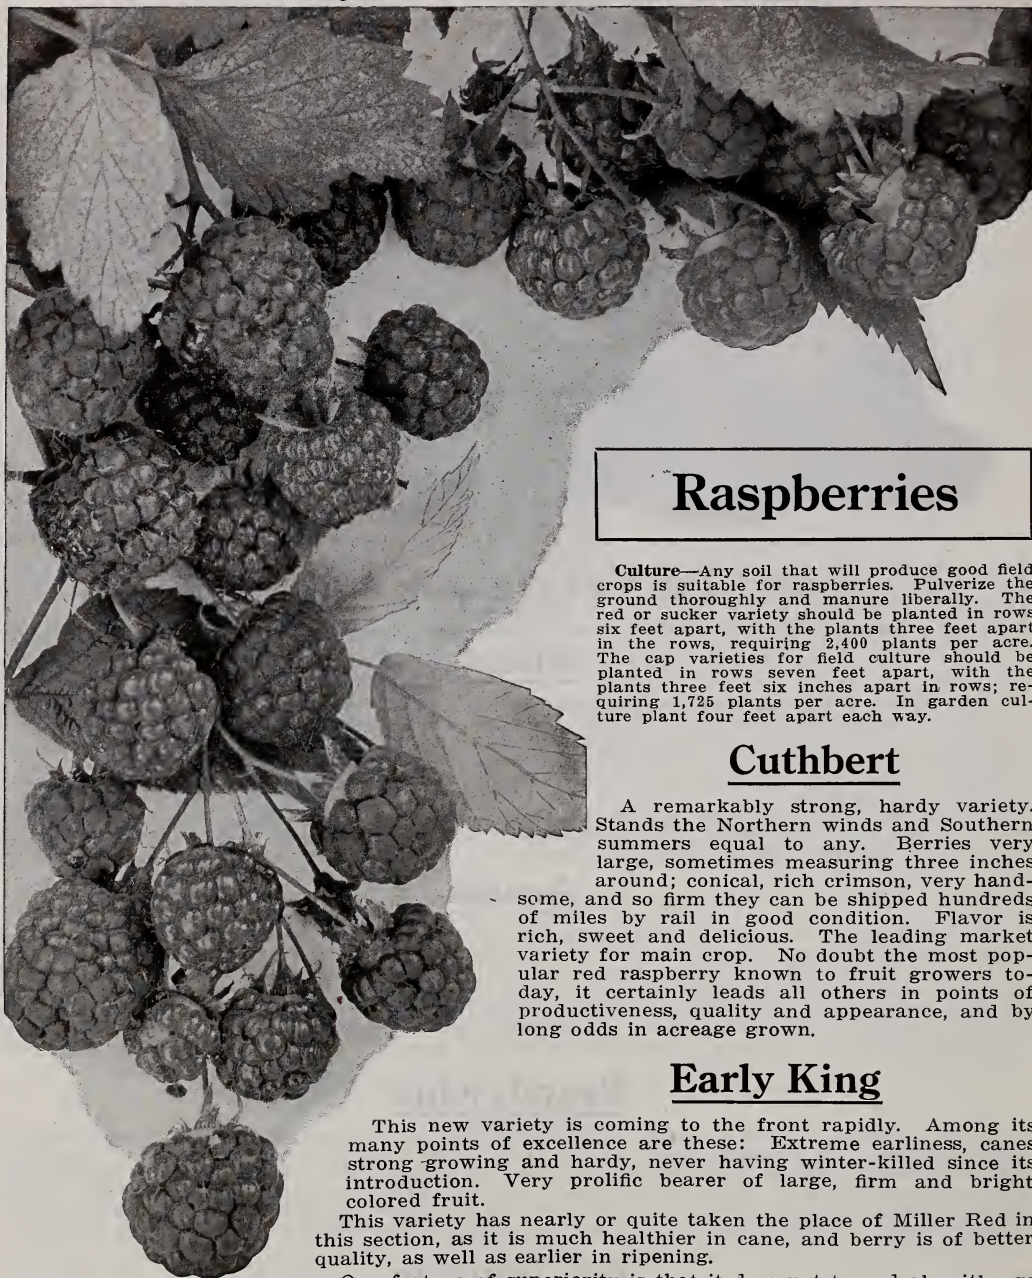 Raspberries
Culture—Any soil that will produce good field
crops is suitable for raspberries. Pulverize the
ground thoroughly and manure liberally. The
red or sucker variety should be planted in rows
six feet apart, with the plants three feet apart
in the rows, requiring 2,400 plants per acre.
The cap varieties for field culture should be
planted in rows seven feet apart, with the
plants three feet six inches apart in rows; re-
quiring 1,725 plants per acre. In garden cul-
ture plant four feet apart each way.
Cuthbert
A remarkably strong, hardy variety.
Stands the Northern winds and Southern
summers equal to any. Berries very
large, sometimes measuring three inches
around; conical, rich crimson, very hand-
some, and so firm they can be shipped hundreds
of miles by rail in good condition. Flavor is
rich, sweet and delicious. The leading market
variety for main crop. No doubt the most pop-
ular red raspberry known to fruit growers to-
day, it certainly leads all others in points of
productiveness, quality and appearance, and by
long odds in acreage grown.
Early King
This new variety is coming to the front rapidly. Among its
many points of excellence are these: Extreme earliness, canes
strong growing and hardy, never having winter-killed since its
introduction. Very prolific bearer of large, firm and bright
colored fruit.
This variety has nearly or quite taken the place of Miller Red in
this section, as it is much healthier in cane, and berry is of better
quality, as well as earlier in ripening.